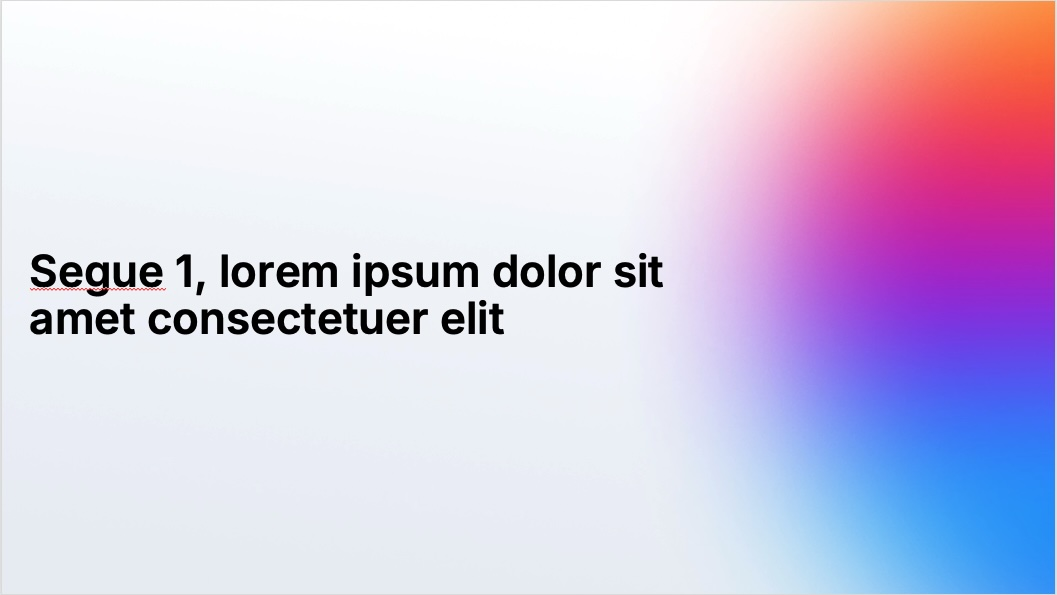 Segue 1, lorem ipsum dolor sit
amet consectetuer elit